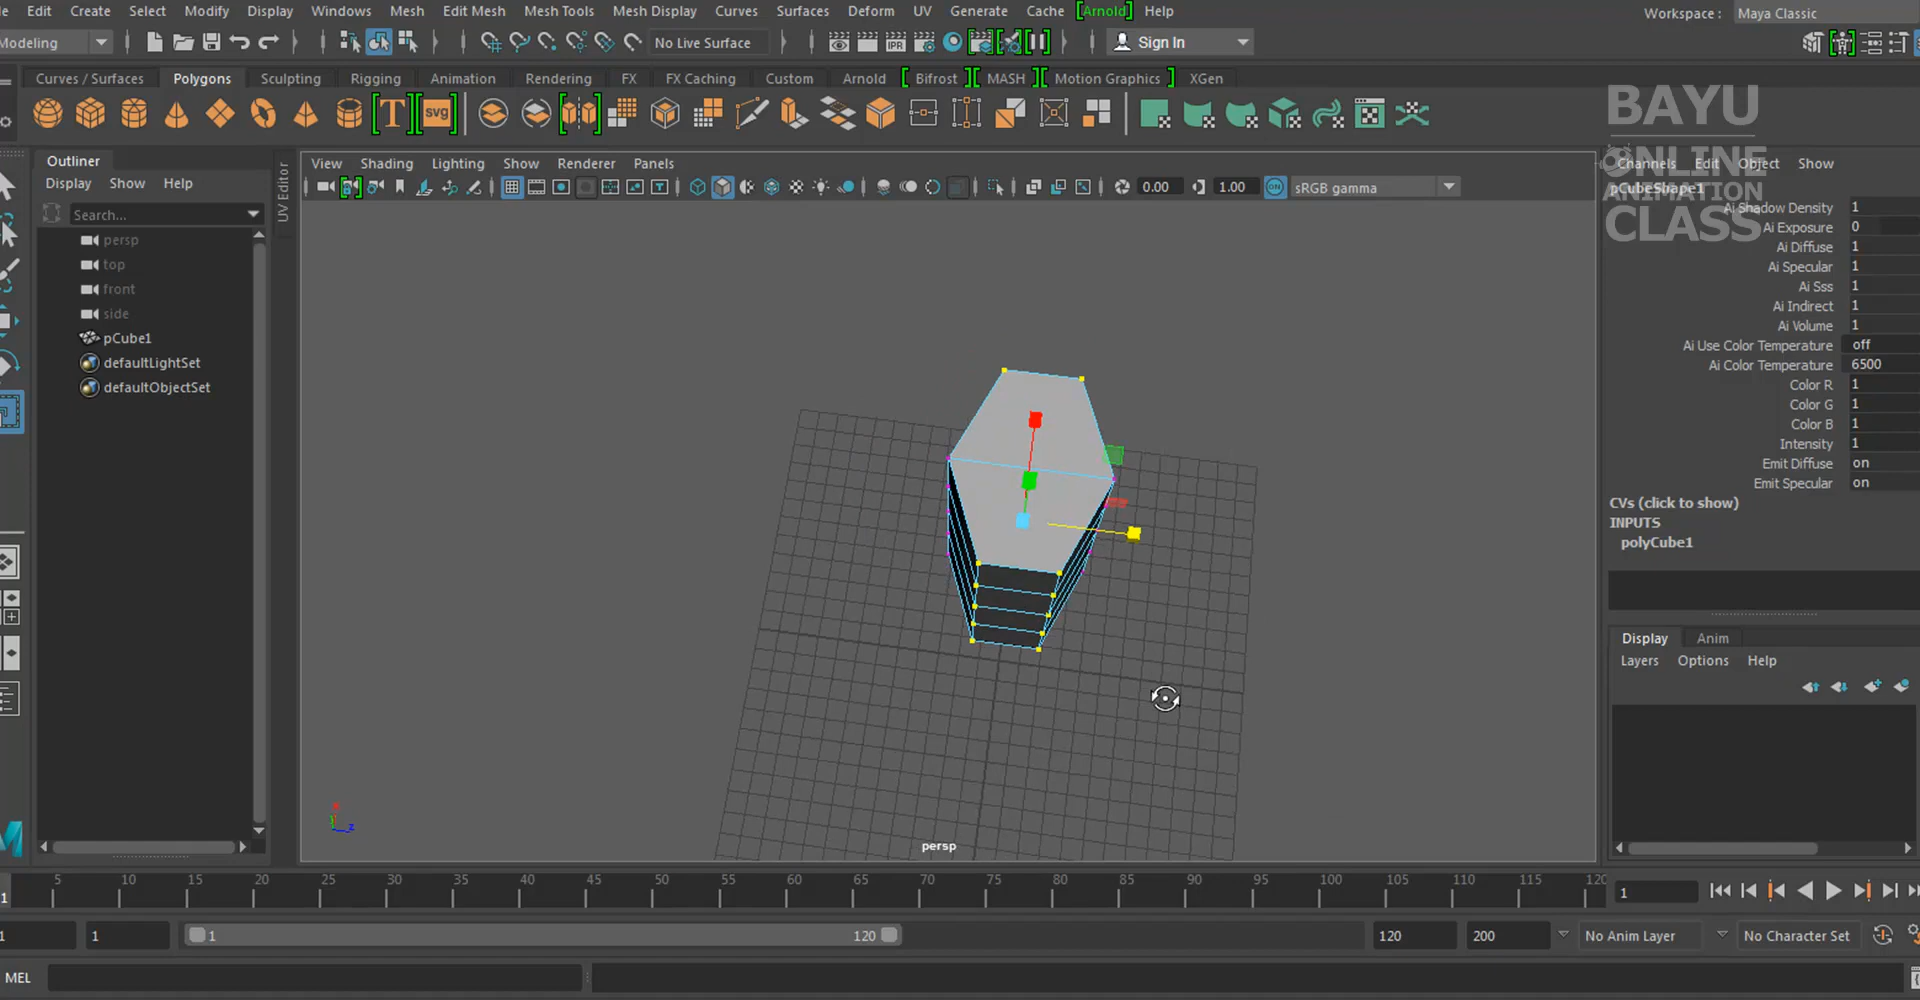 Edit Create Select Modify Display Windows Mesh Edit Mesh Mesh Tools Mesh Display Curves Surfaces Deform UV Generate Cache [Arnold] Help
Workspace : Maya Classic
Modeling
No Live Surface
IPR
Sign In
Curves / Surfaces Polygons Sculpting Rigging Animation Rendering FX FX Caching Custom Arnold [ Bifrost ] [ MASH ] [ Motion Graphics ] XGen
T svg
BAYU
ONLINE
ANIMATION
CLASS
Outliner
Display Show Help
Search...
persp
top
front
side
pCube1
defaultLightSet
defaultObjectSet
UV Editor
View Shading Lighting Show Renderer Panels
0.00 1.00 ON sRGB gamma
z
persp
Channels Edit Object Show
pCubeShape1
Ai Shadow Density 1
Ai Exposure 0
Ai Diffuse 1
Ai Specular 1
Ai Sss 1
Ai Indirect 1
Ai Volume 1
Ai Use Color Temperature off
Ai Color Temperature 6500
Color R 1
Color G 1
Color B 1
Intensity 1
Emit Diffuse on
Emit Specular on
CVs (click to show)
INPUTS
polyCube1
Display Anim
Layers Options Help
1 5 10 15 20 25 30 35 40 45 50 55 60 65 70 75 80 85 90 95 100 105 110 115 120
1
1 1 1 120 120 200 No Anim Layer No Character Set
MEL